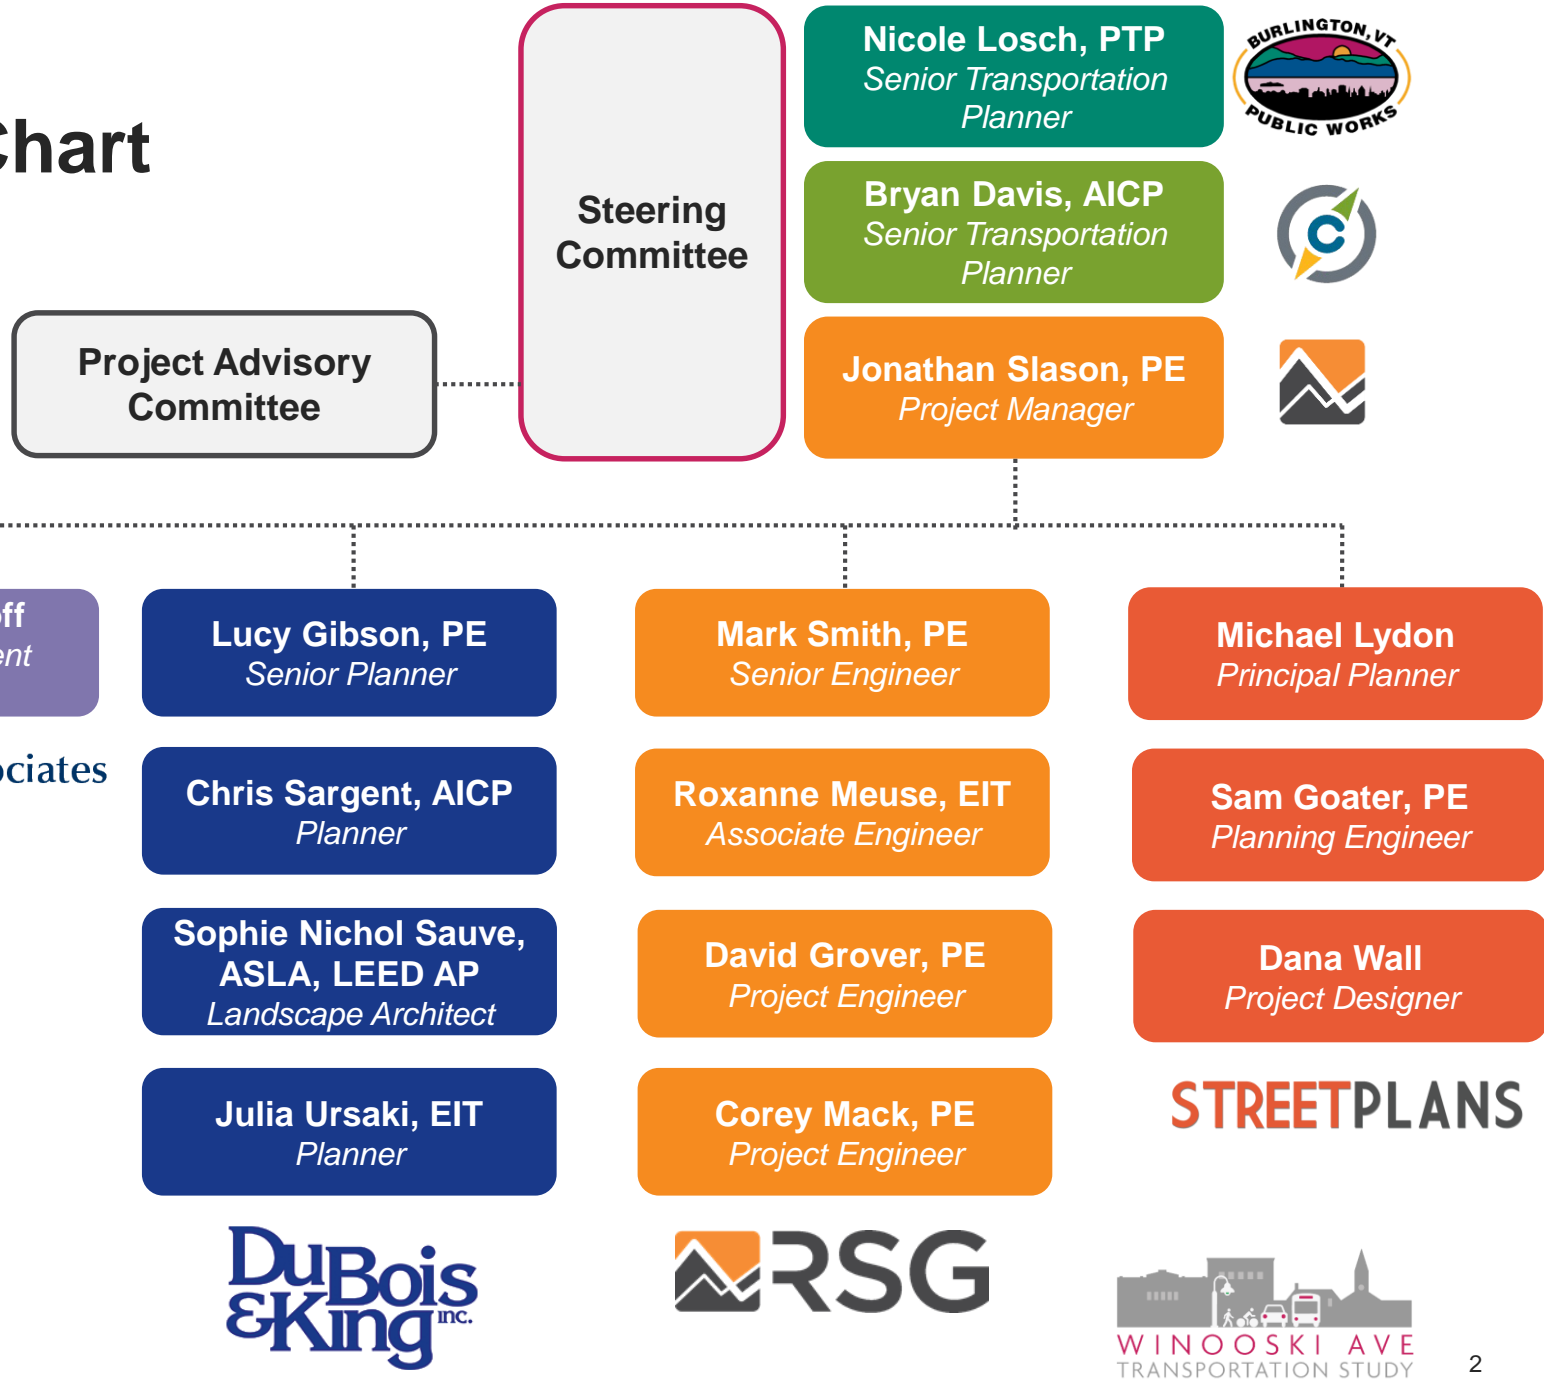 Chart
Steering
Committee
Nicole Losch, PTP
Senior Transportation
Planner
BURLINGTON, VT
PUBLIC WORKS
Bryan Davis, AICP
Senior Transportation
Planner
C
Jonathan Slason, PE
Project Manager
Project Advisory
Committee
off
ent
ociates
Lucy Gibson, PE
Senior Planner
Chris Sargent, AICP
Planner
Sophie Nichol Sauve,
ASLA, LEED AP
Landscape Architect
Julia Ursaki, EIT
Planner
DuBois
&King
inc.
Mark Smith, PE
Senior Engineer
Roxanne Meuse, EIT
Associate Engineer
David Grover, PE
Project Engineer
Corey Mack, PE
Project Engineer
RSG
Michael Lydon
Principal Planner
Sam Goater, PE
Planning Engineer
Dana Wall
Project Designer
STREETPLANS
WINOOSKI AVE
TRANSPORTATION STUDY
2